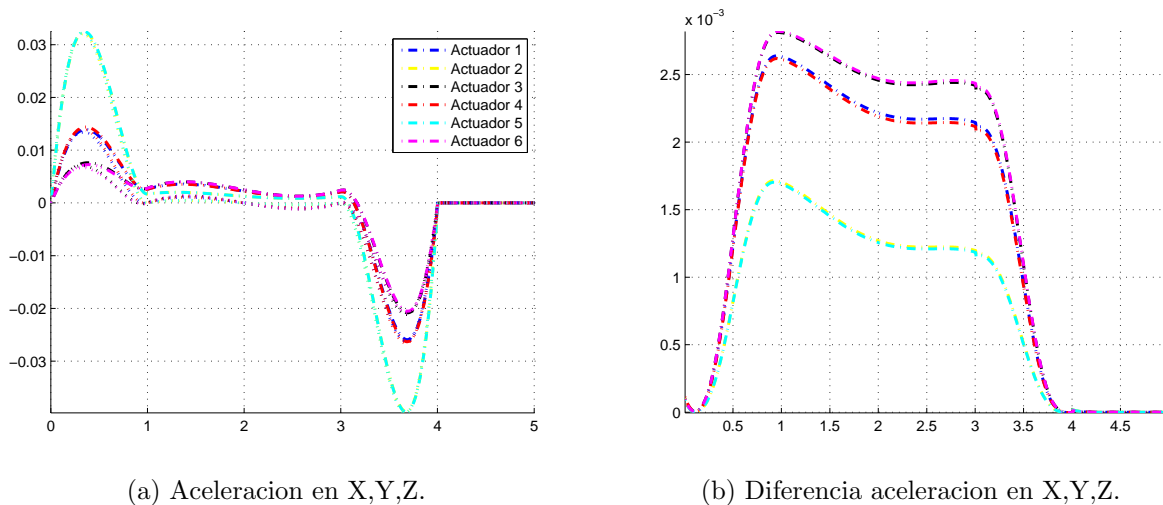 x 10⁻³
0.03
0.02
0.01
0
−0.01
−0.02
−0.03
0 1 2 3 4 5
Actuador 1
Actuador 2
Actuador 3
Actuador 4
Actuador 5
Actuador 6
2.5
2
1.5
1
0.5
0
0.5 1 1.5 2 2.5 3 3.5 4 4.5
(a) Aceleracion en X,Y,Z.
(b) Diferencia aceleracion en X,Y,Z.